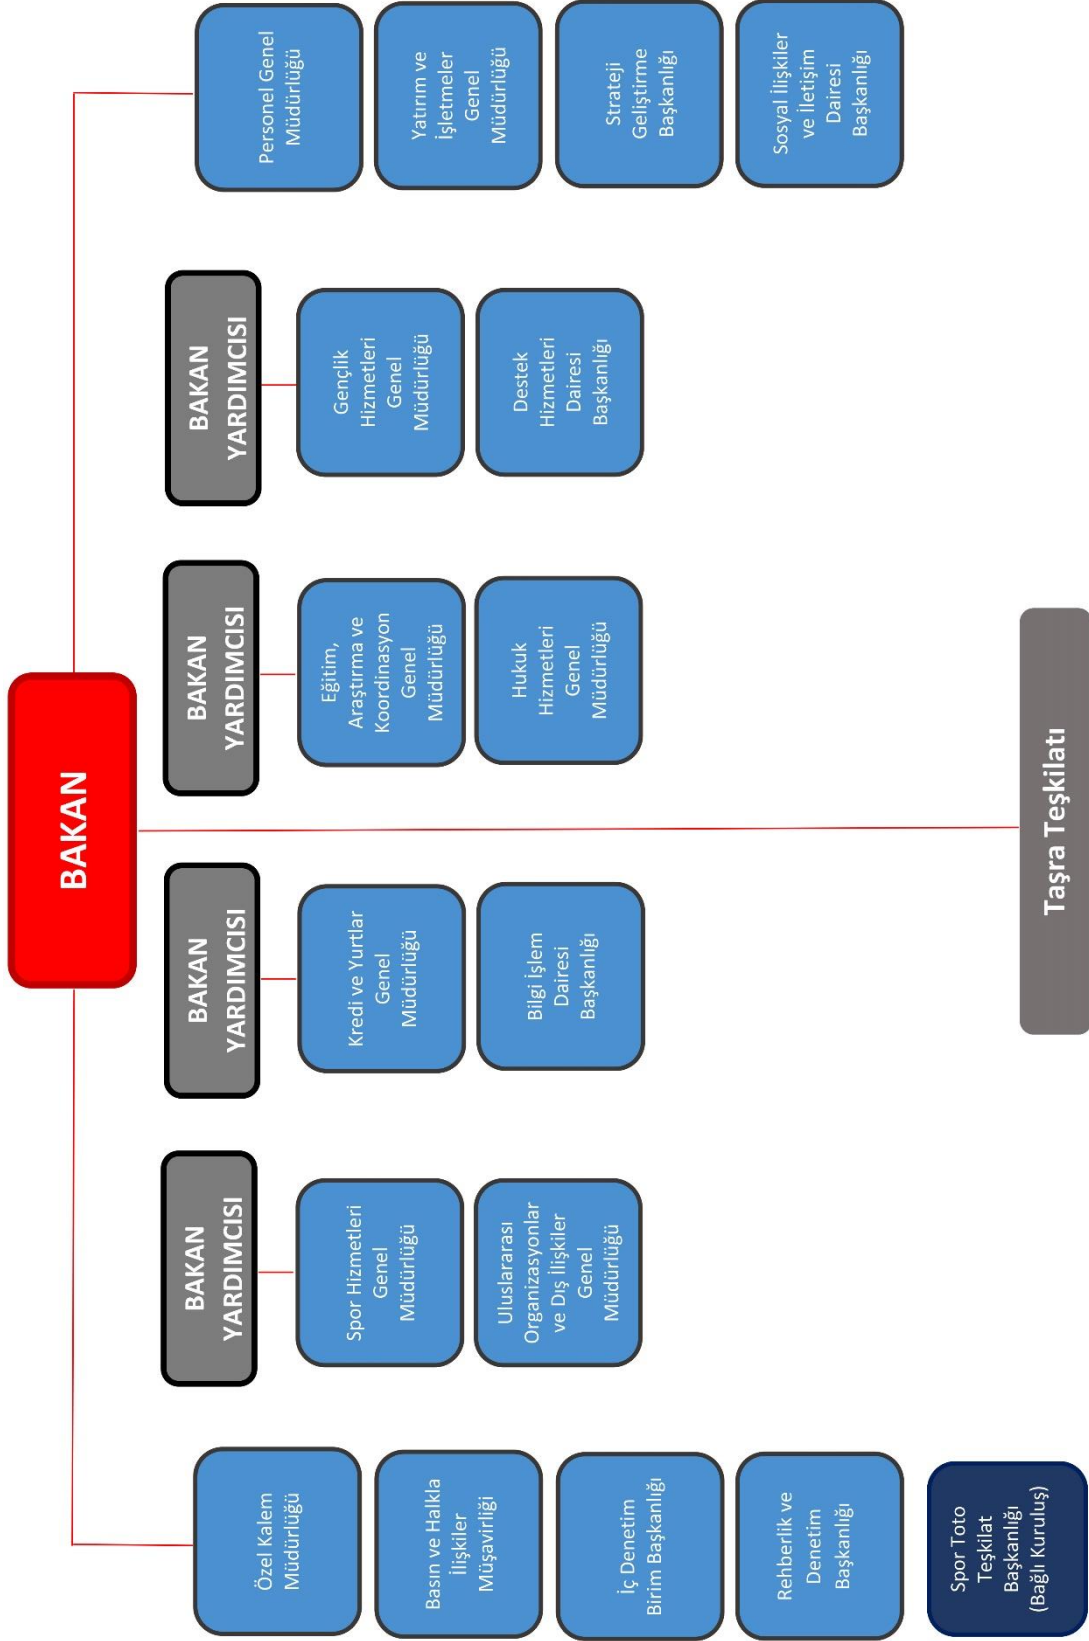 BAKAN
Özel Kalem
Müdürlüğü
Basın ve Halkla
İlişkiler
Müşavirliği
İç Denetim
Birim Başkanlığı
Rehberlik ve
Denetim
Başkanlığı
Spor Toto
Teşkilat
Başkanlığı
(Bağlı Kuruluş)
BAKAN
YARDIMCISI
Spor Hizmetleri
Genel
Müdürlüğü
Uluslararası
Organizasyonlar
ve Dış İlişkiler
Genel
Müdürlüğü
BAKAN
YARDIMCISI
Kredi ve Yurtlar
Genel
Müdürlüğü
Bilgi İşlem
Dairesi
Başkanlığı
BAKAN
YARDIMCISI
Eğitim,
Araştırma ve
Koordinasyon
Genel
Müdürlüğü
Hukuk
Hizmetleri
Genel
Müdürlüğü
BAKAN
YARDIMCISI
Gençlik
Hizmetleri
Genel
Müdürlüğü
Destek
Hizmetleri
Dairesi
Başkanlığı
Personel Genel
Müdürlüğü
Yatırım ve
İşletmeler
Genel
Müdürlüğü
Strateji
Geliştirme
Başkanlığı
Sosyal İlişkiler
ve İletişim
Dairesi
Başkanlığı
Taşra Teşkilatı